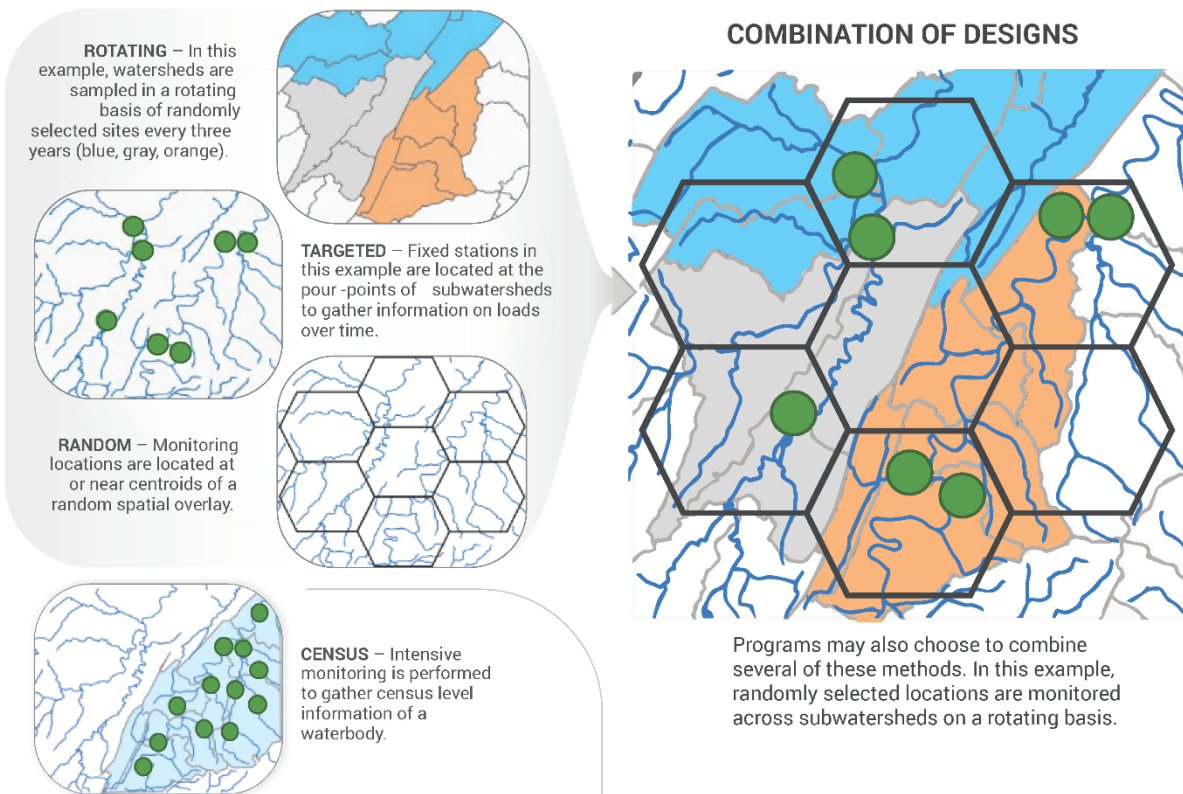 ROTATING – In this
example, watersheds are
sampled in a rotating
basis of randomly
selected sites every three
years (blue, gray, orange).
TARGETED – Fixed stations in
this example are located at the
pour -points of subwatersheds
to gather information on loads
over time.
RANDOM – Monitoring
locations are located at
or near centroids of a
random spatial overlay.
CENSUS – Intensive
monitoring is performed
to gather census level
information of a
waterbody.
COMBINATION OF DESIGNS
Programs may also choose to combine
several of these methods. In this example,
randomly selected locations are monitored
across subwatersheds on a rotating basis.